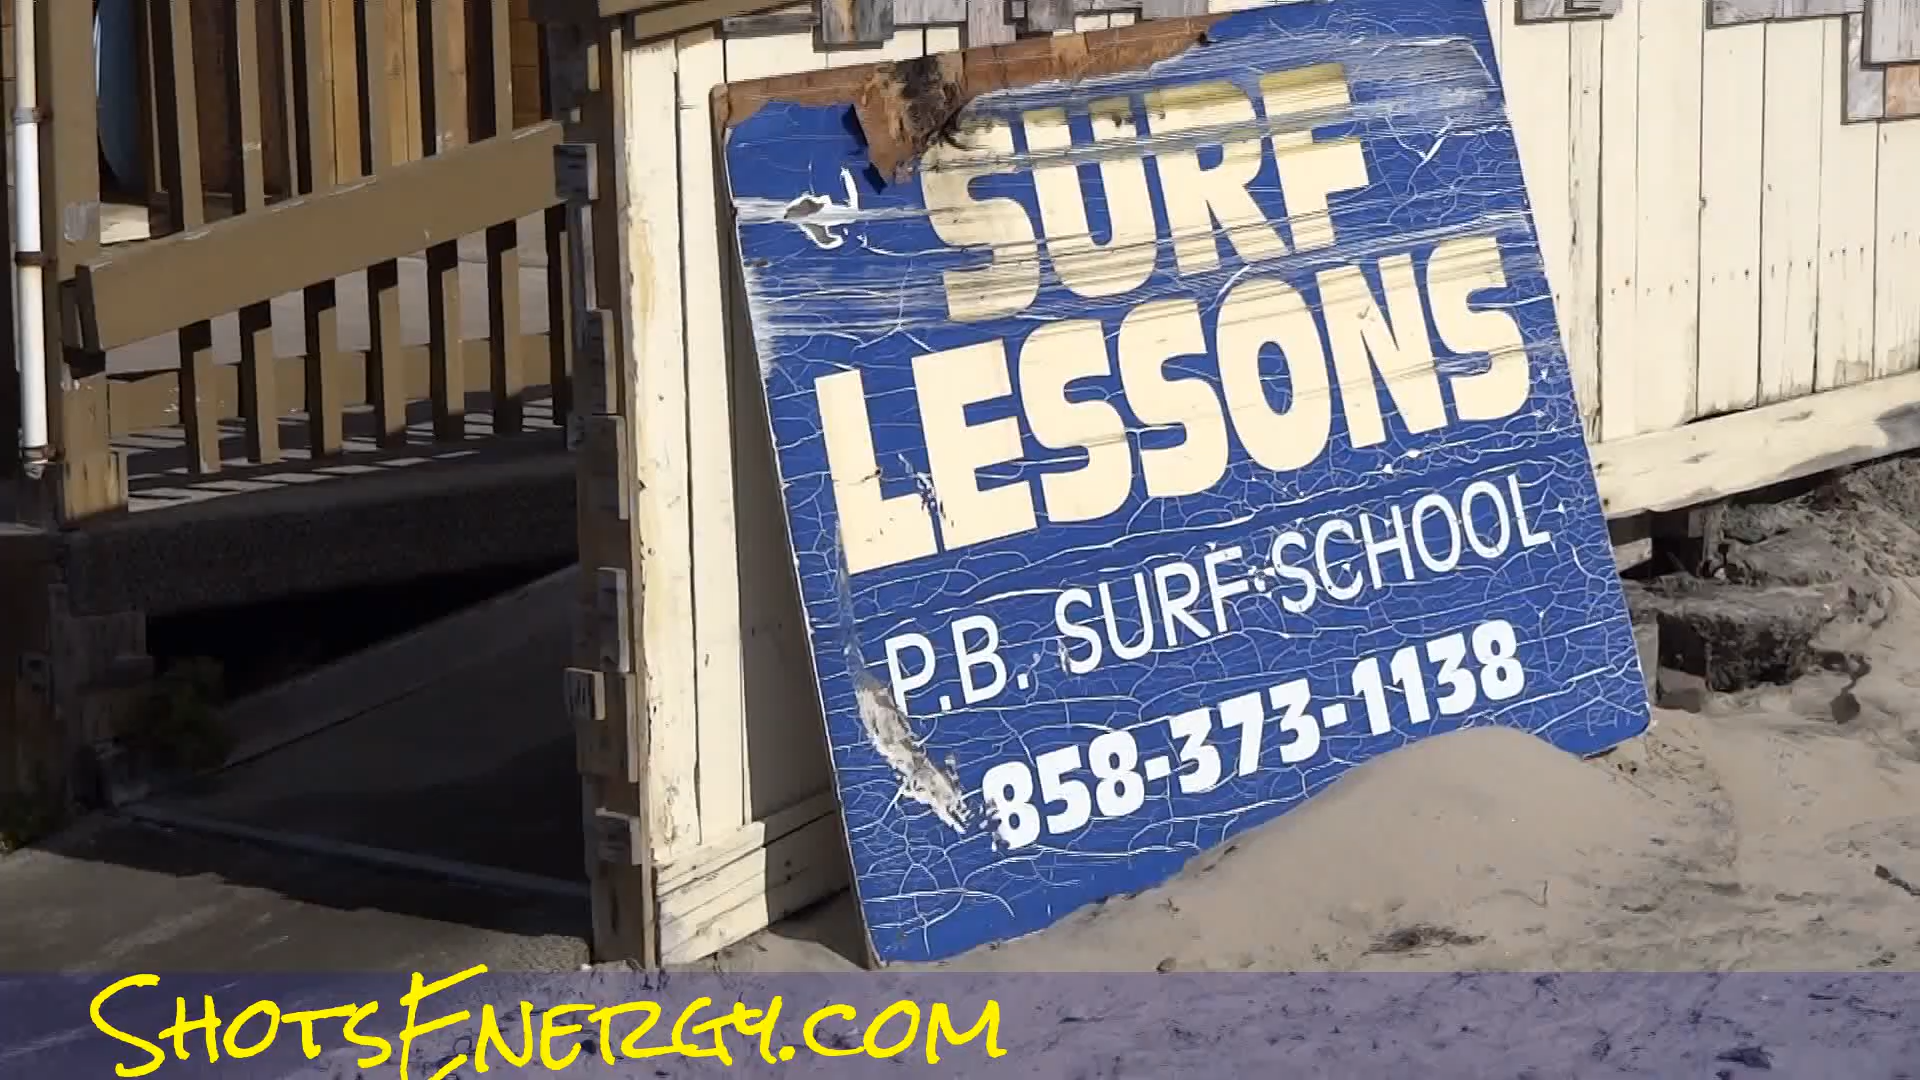 SURF
LESSONS
P.B. SURF SCHOOL
858-373-1138
SHOTSENERGY.COM